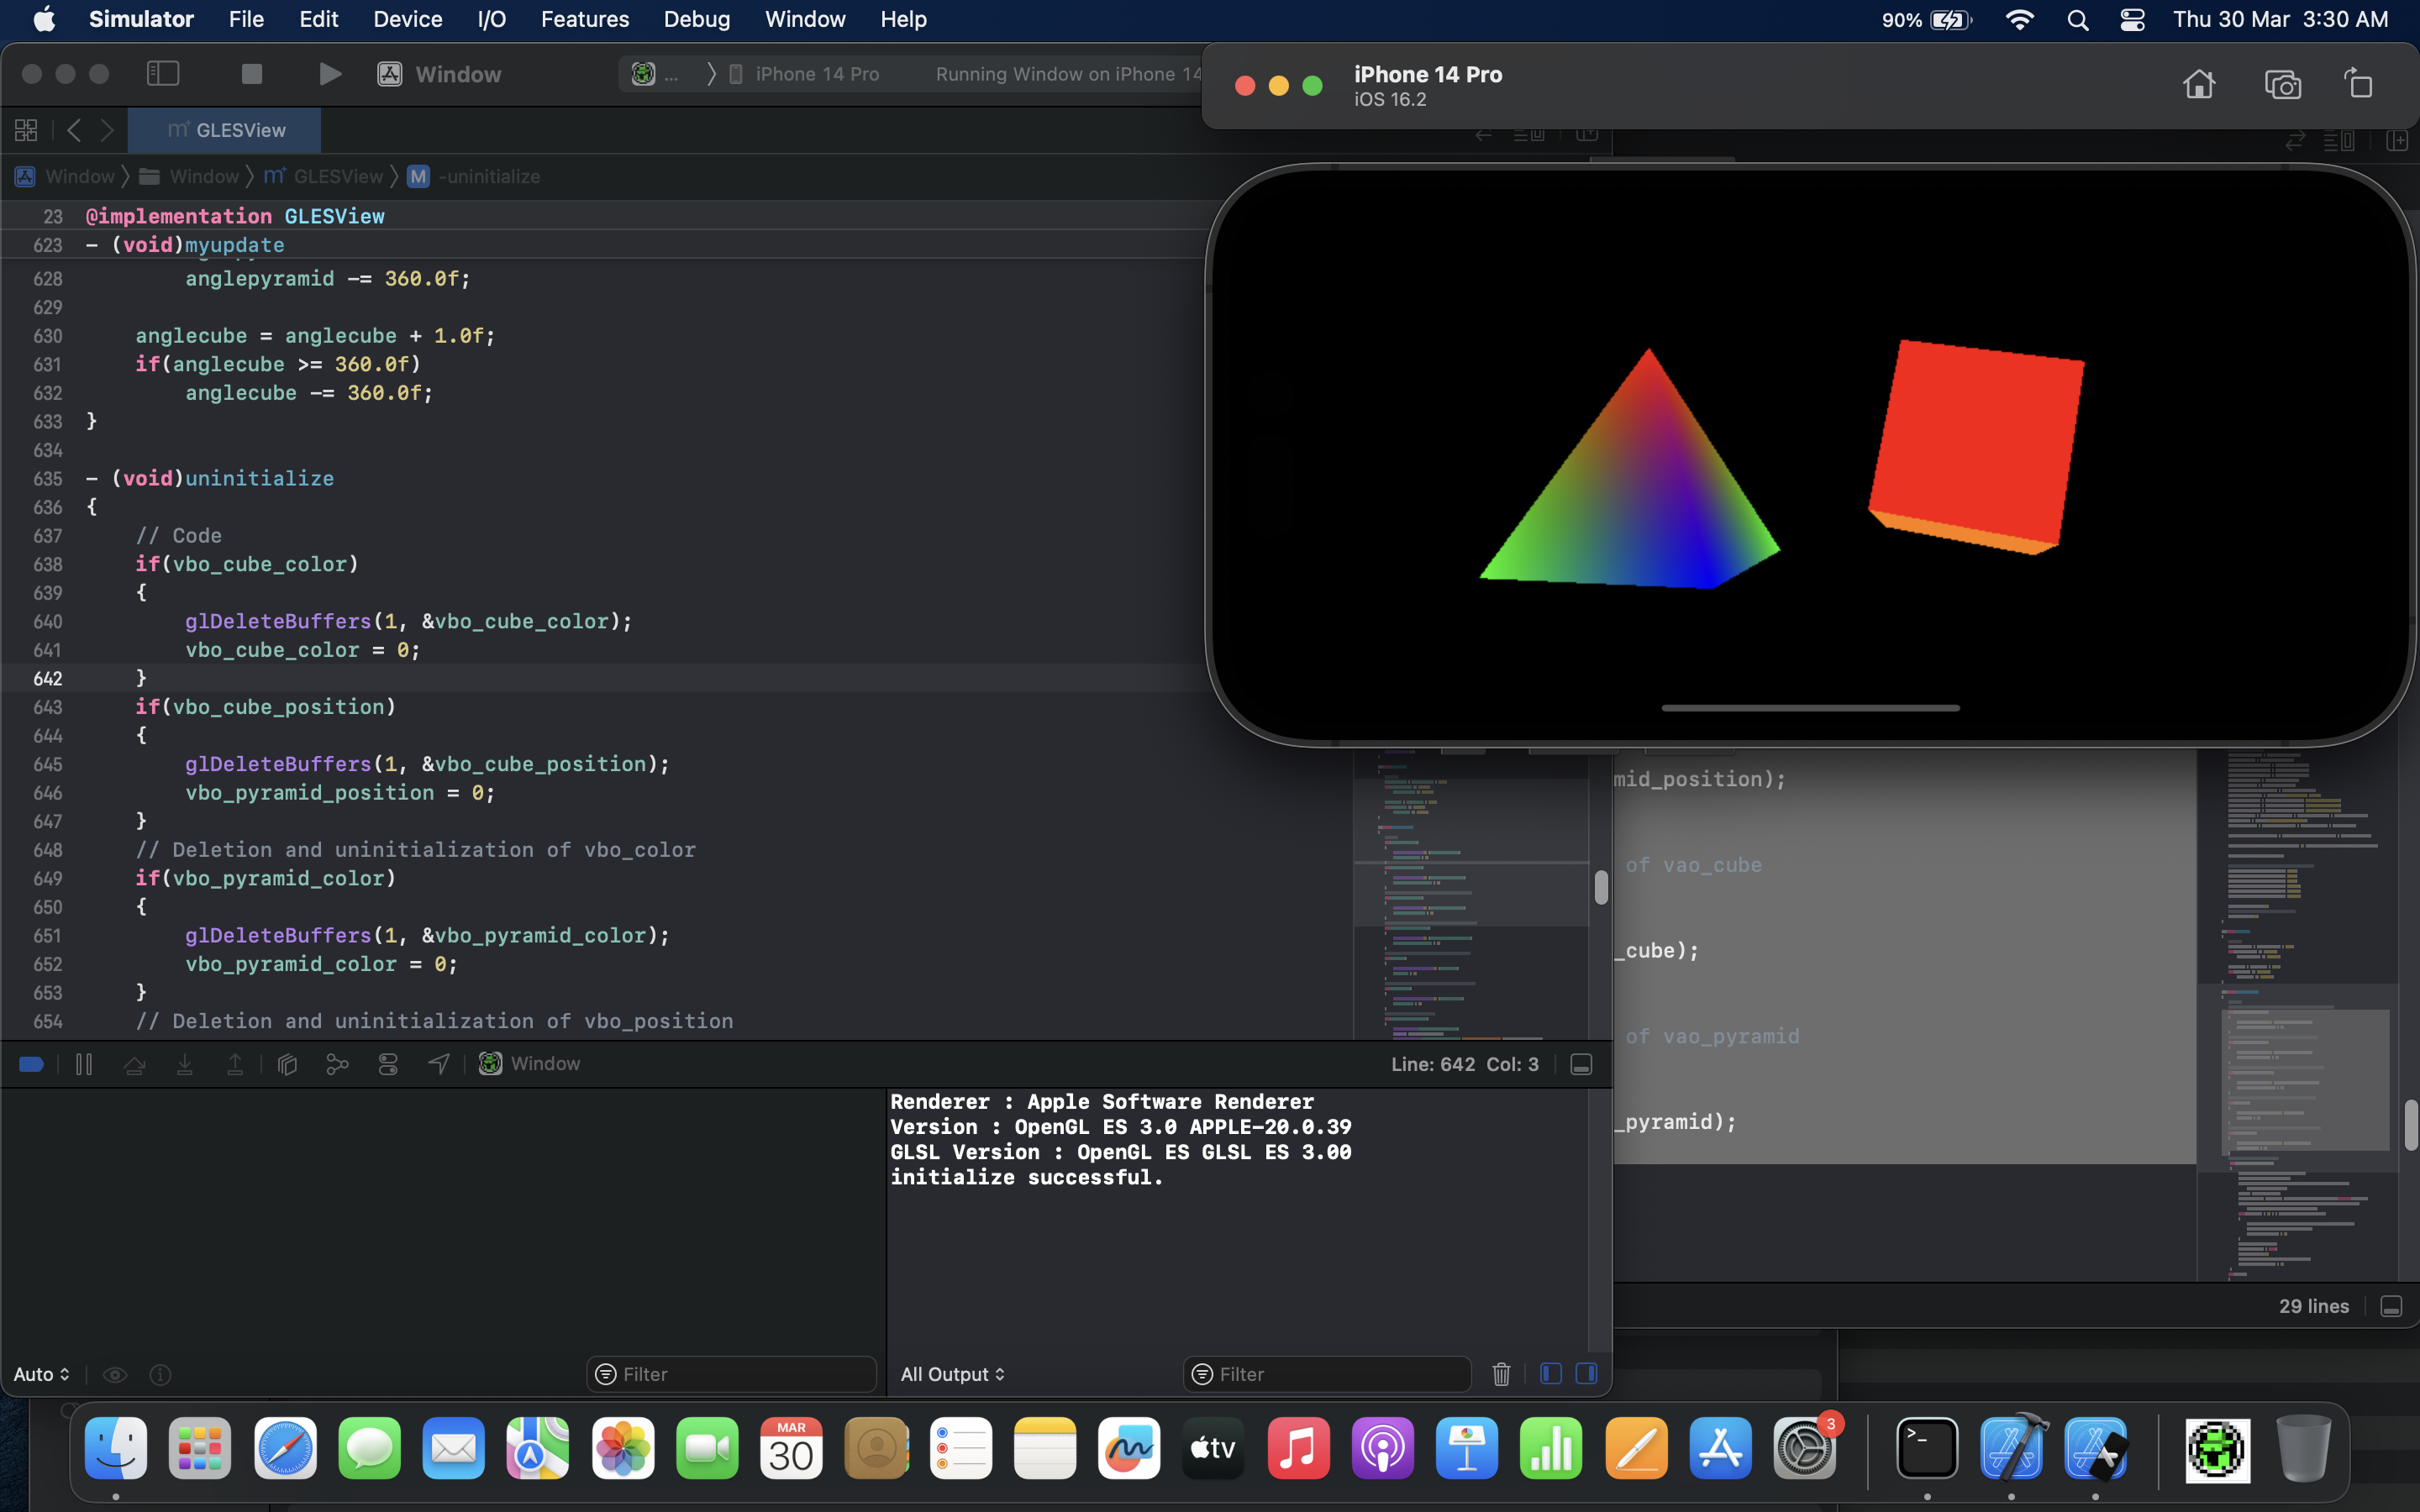 Simulator File Edit Device I/O Features Debug Window Help 90% Thu 30 Mar 3:30 AM
Window ... iPhone 14 Pro Running Window on iPhone 14
iPhone 14 Pro
iOS 16.2
GLESView
Window Window GLESView M -uninitialize
23 @implementation GLESView
623 - (void)myupdate
628 anglepyramid -= 360.0f;
629
630 anglecube = anglecube + 1.0f;
631 if(anglecube >= 360.0f)
632 anglecube -= 360.0f;
633 }
634
635 - (void)uninitialize
636 {
637 // Code
638 if(vbo_cube_color)
639 {
640 glDeleteBuffers(1, &vbo_cube_color);
641 vbo_cube_color = 0;
642 }
643 if(vbo_cube_position)
644 {
645 glDeleteBuffers(1, &vbo_cube_position);
646 vbo_pyramid_position = 0;
647 }
648 // Deletion and uninitialization of vbo_color
649 if(vbo_pyramid_color)
650 {
651 glDeleteBuffers(1, &vbo_pyramid_color);
652 vbo_pyramid_color = 0;
653 }
654 // Deletion and uninitialization of vbo_position
mid_position);
of vao_cube
_cube);
of vao_pyramid
_pyramid);
29 lines
Window Line: 642 Col: 3
Renderer : Apple Software Renderer
Version : OpenGL ES 3.0 APPLE-20.0.39
GLSL Version : OpenGL ES GLSL ES 3.00
initialize successful.
Auto Filter All Output Filter
MAR
30
tv
3
>_